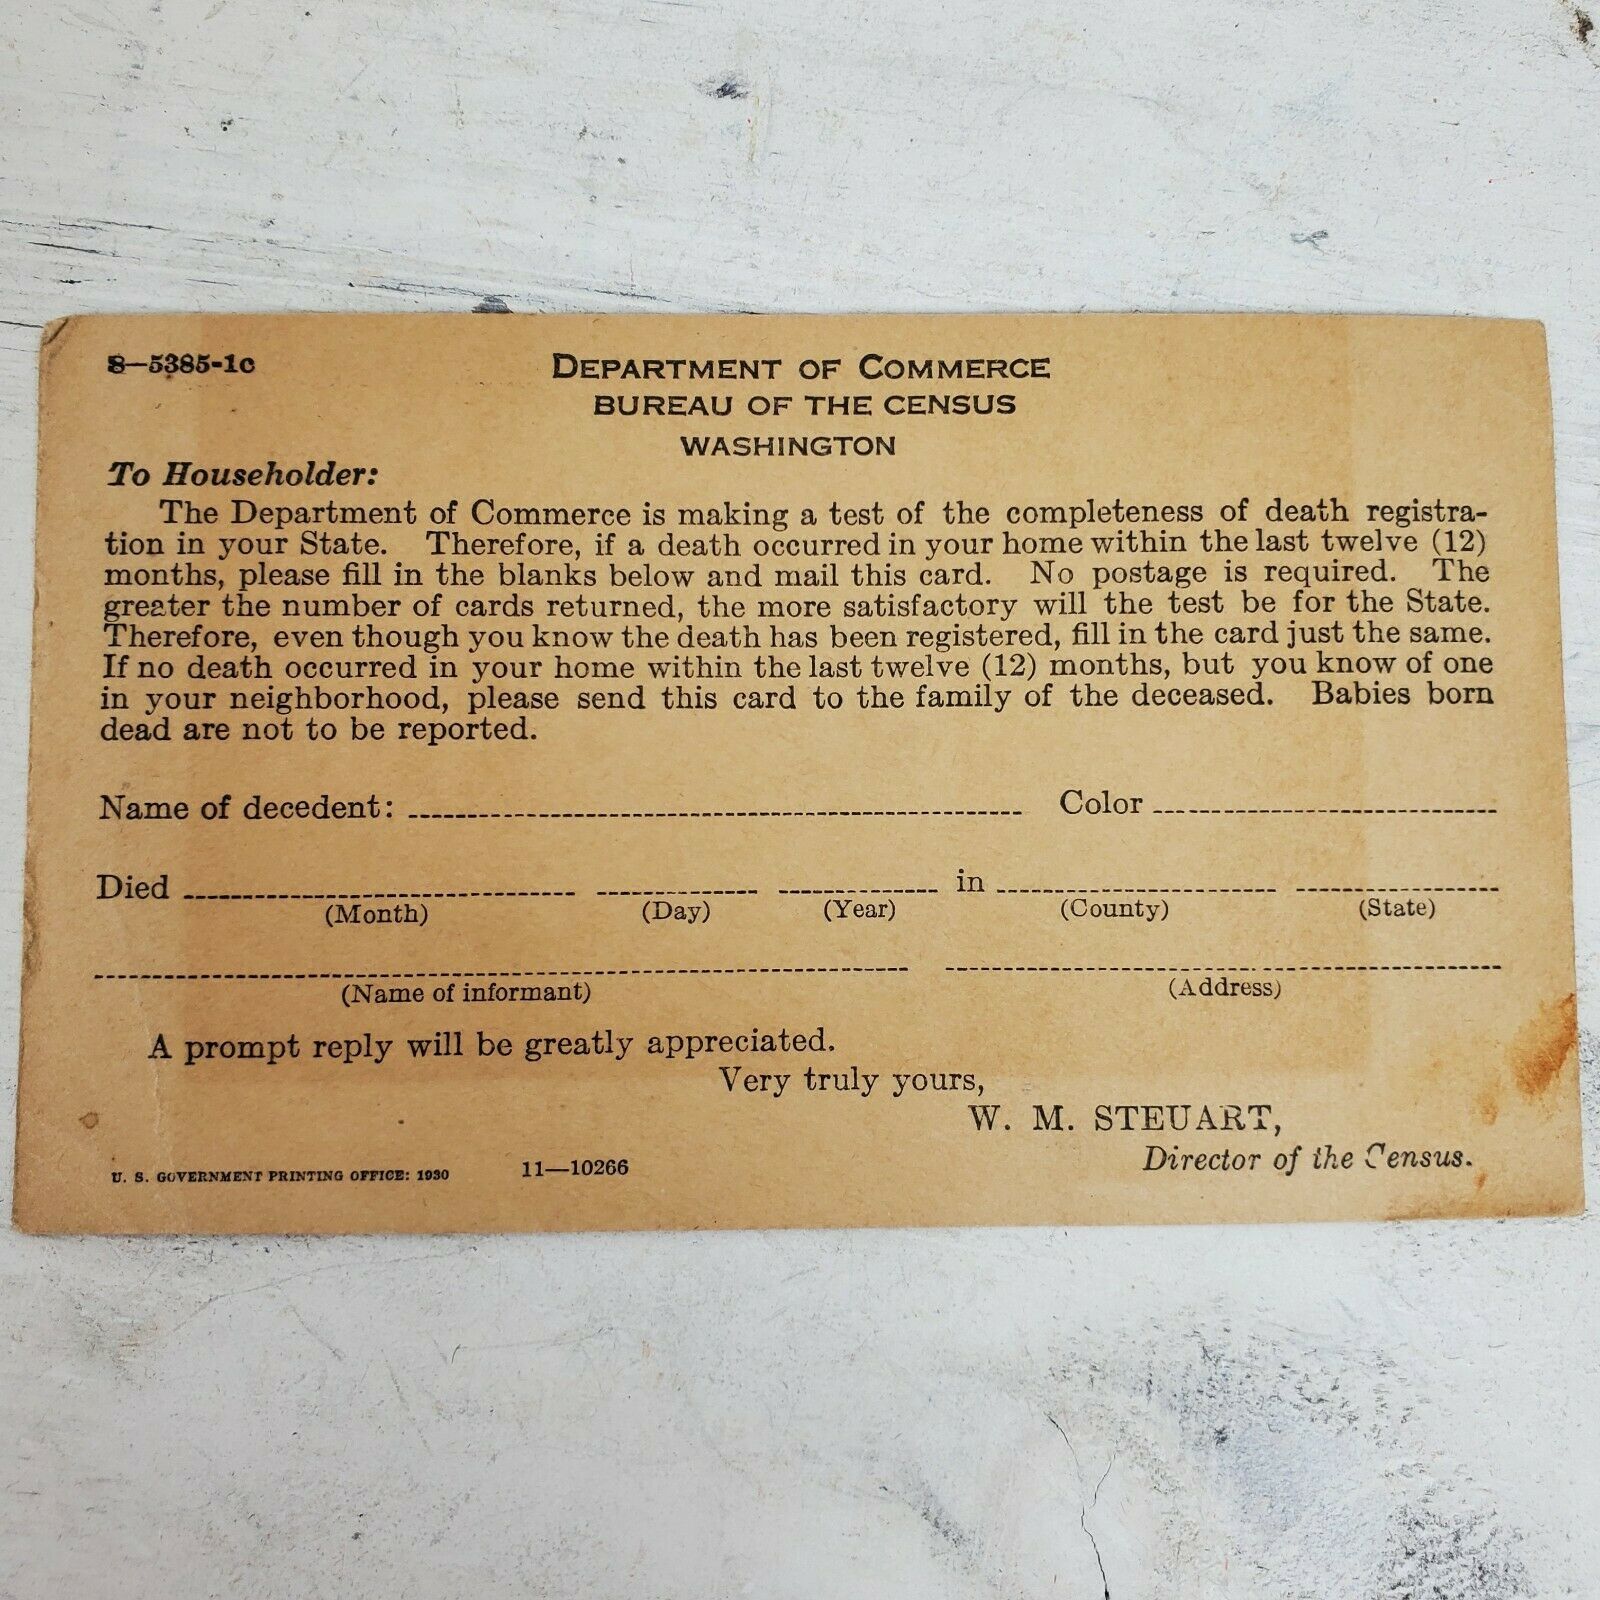 8—5385-1c
DEPARTMENT OF COMMERCE
BUREAU OF THE CENSUS
WASHINGTON
To Householder:
The Department of Commerce is making a test of the completeness of death registra-
tion in your State. Therefore, if a death occurred in your home within the last twelve (12)
months, please fill in the blanks below and mail this card. No postage is required. The
greater the number of cards returned, the more satisfactory will the test be for the State.
Therefore, even though you know the death has been registered, fill in the card just the same.
If no death occurred in your home within the last twelve (12) months, but you know of one
in your neighborhood, please send this card to the family of the deceased. Babies born
dead are not to be reported.
Name of decedent: Color
Died in
(Month) (Day) (Year) (County) (State)
(Name of informant) (Address)
A prompt reply will be greatly appreciated.
Very truly yours,
W. M. STEUART,
Director of the Census.
U. S. GOVERNMENT PRINTING OFFICE: 1930 11—10266